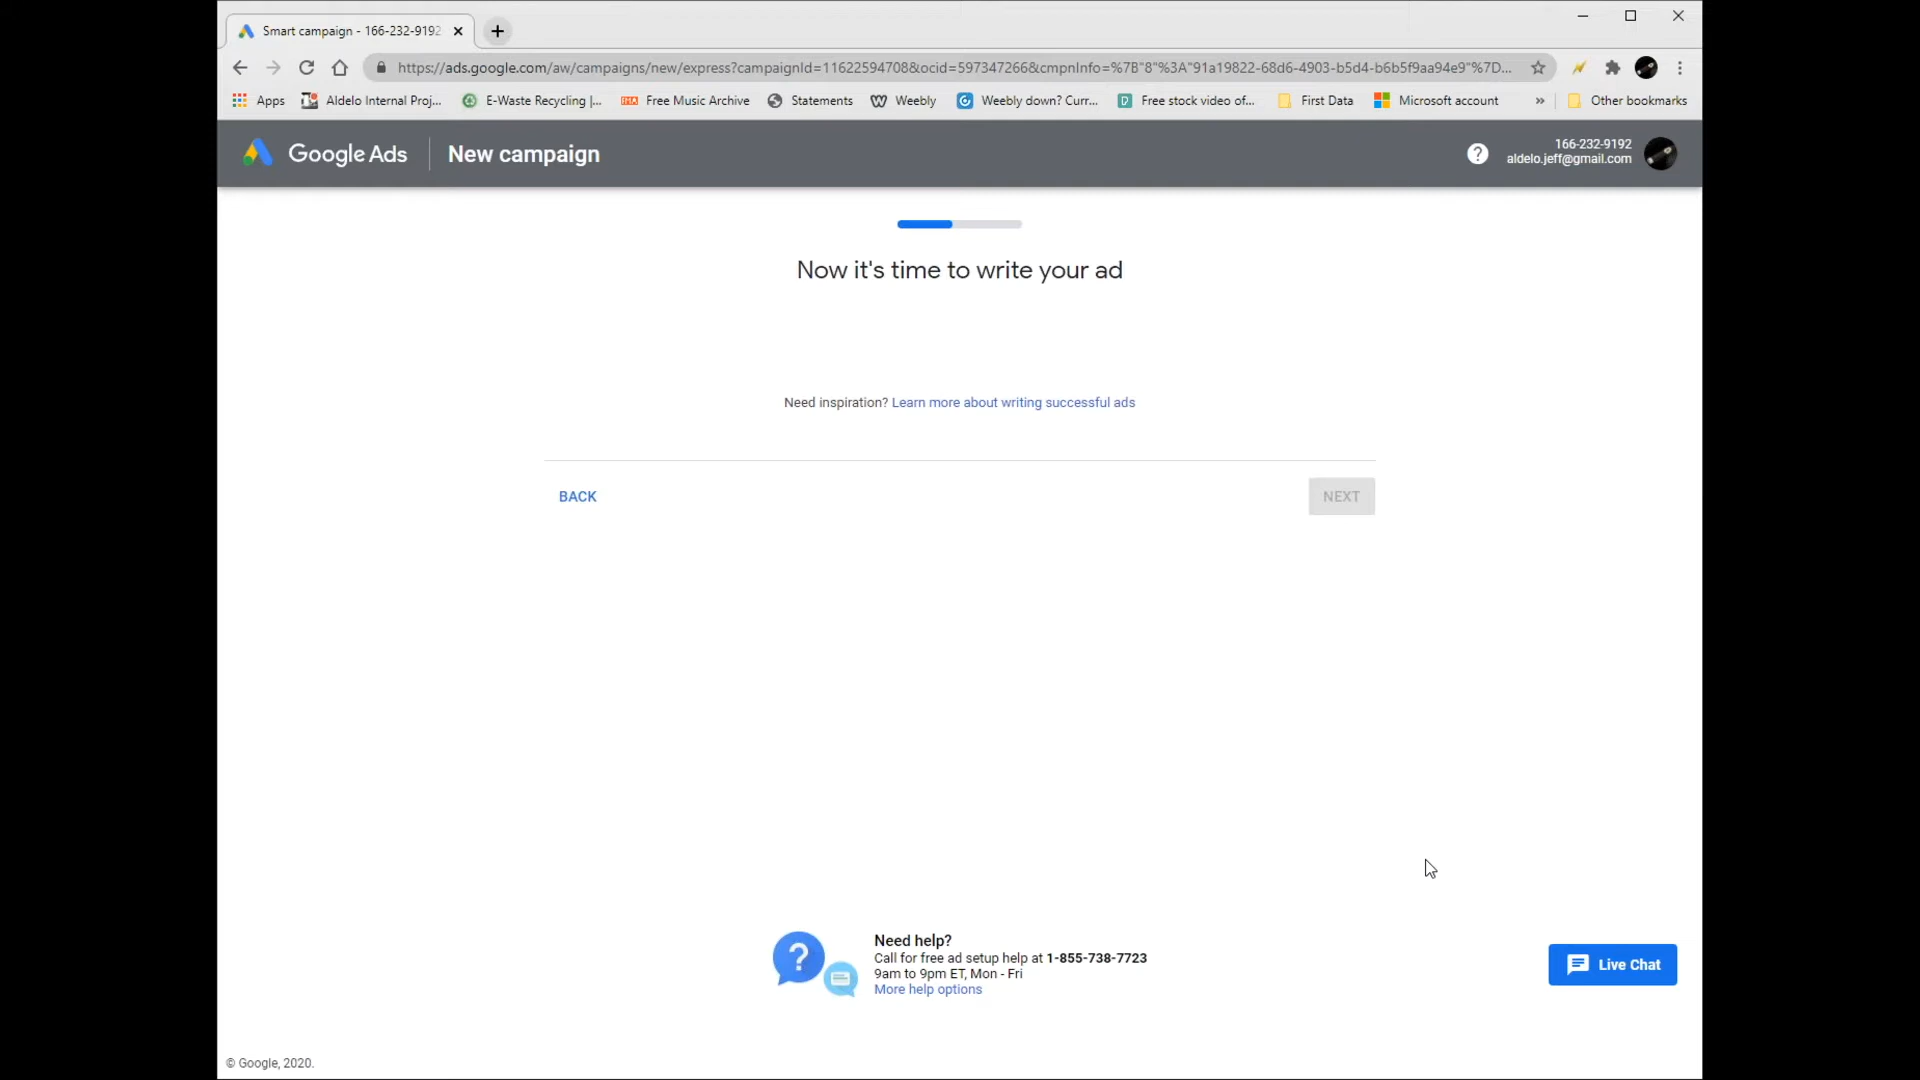 Smart campaign - 166-232-9192
https://ads.google.com/aw/campaigns/new/express?campaignId=11622594708&ocid=597347266&cmpnInfo=%7B"8"%3A"91a19822-68d6-4903-b5d4-b6b5f9aa94e9"%7D...
Apps Aldelo Internal Proj... E-Waste Recycling |... FMA Free Music Archive Statements Weebly Weebly down? Curr... Free stock video of... First Data Microsoft account » Other bookmarks
Google Ads New campaign
166-232-9192
aldelo.jeff@gmail.com
Now it's time to write your ad
Need inspiration? Learn more about writing successful ads
BACK NEXT
Need help?
Call for free ad setup help at 1-855-738-7723
9am to 9pm ET, Mon - Fri
More help options
Live Chat
© Google, 2020.